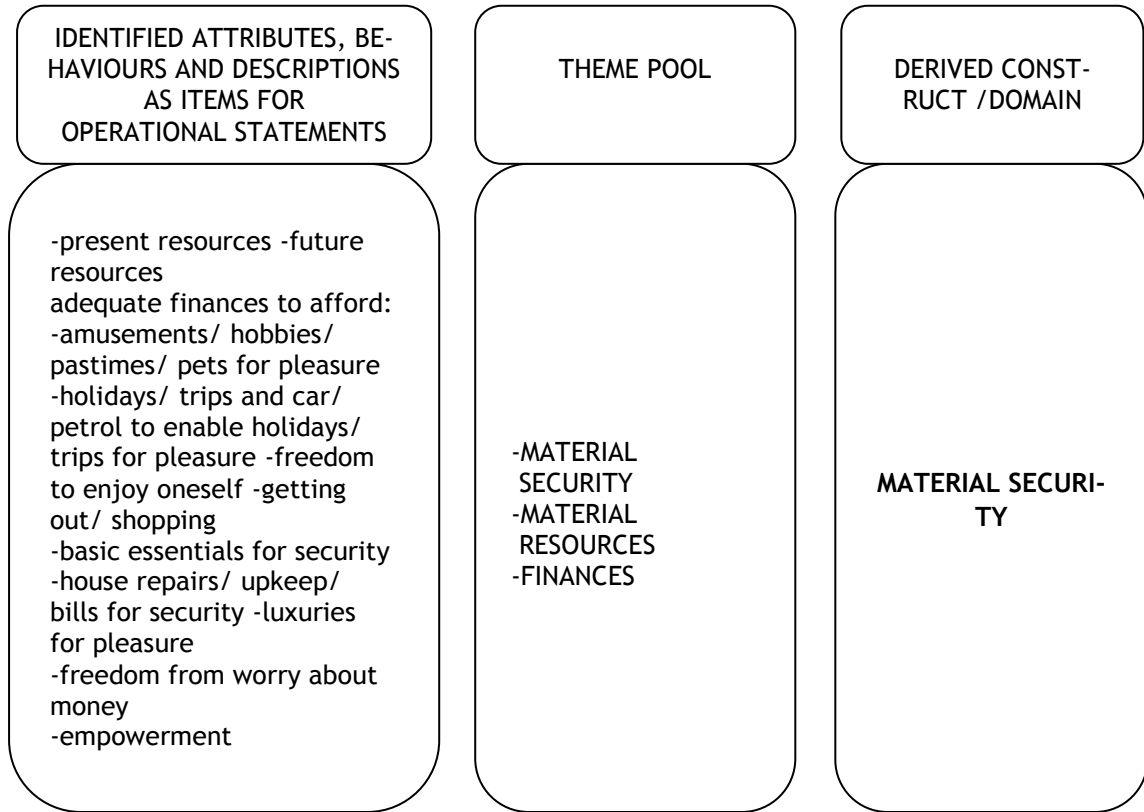 IDENTIFIED ATTRIBUTES, BE-
HAVIOURS AND DESCRIPTIONS
AS ITEMS FOR
OPERATIONAL STATEMENTS
THEME POOL
DERIVED CONST-
RUCT /DOMAIN
-present resources -future
resources
adequate finances to afford:
-amusements/ hobbies/
pastimes/ pets for pleasure
-holidays/ trips and car/
petrol to enable holidays/
trips for pleasure -freedom
to enjoy oneself -getting
out/ shopping
-basic essentials for security
-house repairs/ upkeep/
bills for security -luxuries
for pleasure
-freedom from worry about
money
-empowerment
-MATERIAL
SECURITY
-MATERIAL
RESOURCES
-FINANCES
MATERIAL SECURI-
TY